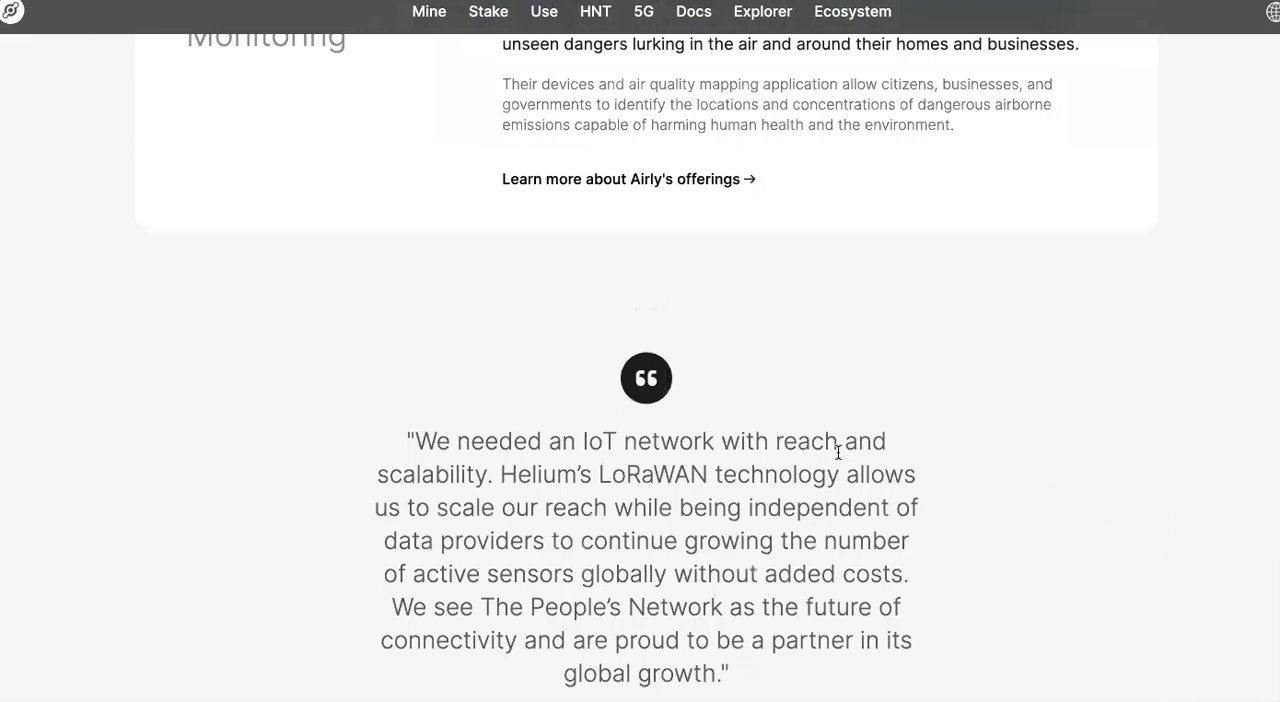 Mine Stake Use HNT 5G Docs Explorer Ecosystem
Monitoring
unseen dangers lurking in the air and around their homes and businesses.
Their devices and air quality mapping application allow citizens, businesses, and
governments to identify the locations and concentrations of dangerous airborne
emissions capable of harming human health and the environment.
Learn more about Airly's offerings →
"We needed an IoT network with reach and
scalability. Helium’s LoRaWAN technology allows
us to scale our reach while being independent of
data providers to continue growing the number
of active sensors globally without added costs.
We see The People’s Network as the future of
connectivity and are proud to be a partner in its
global growth."